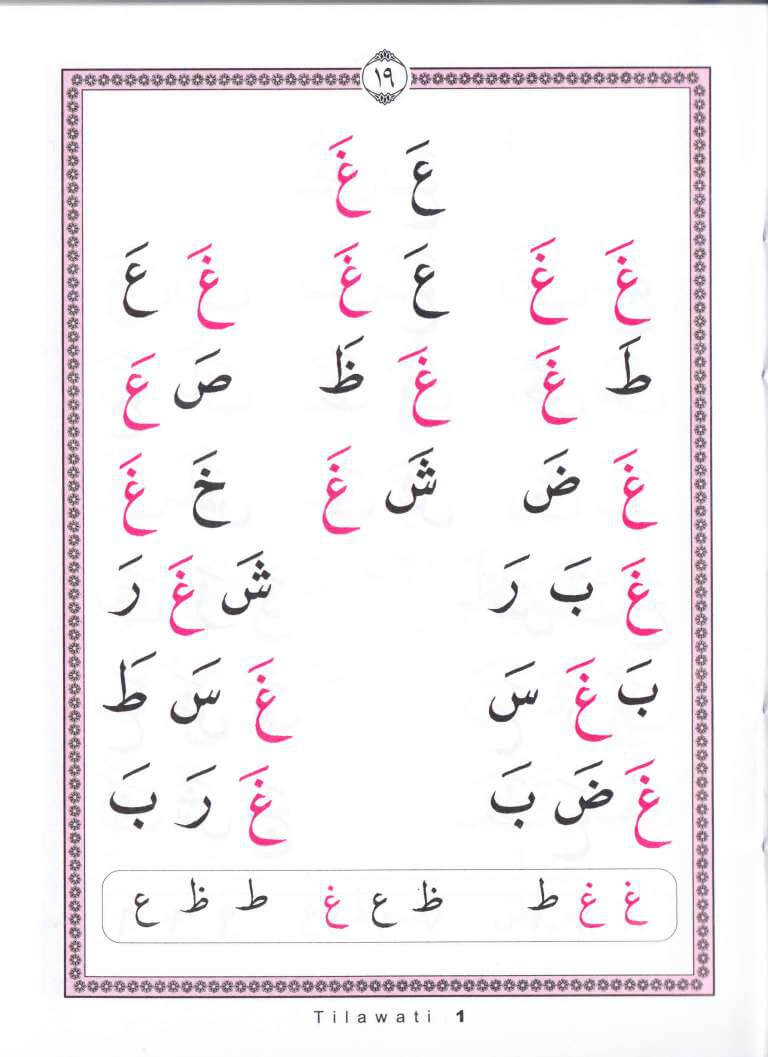 ١٩
عَ غَ
غَ غَ عَ غَ غَ عَ
طَ غَ غَ ظَ صَ عَ
غَ ضَ شَ غَ خَ غَ
غَ بَ رَ شَ غَ رَ
بَ غَ سَ غَ سَ طَ
غَ ضَ بَ غَ رَ بَ
غ غ ط ظ ع غ ط ظ ع
Tilawati 1